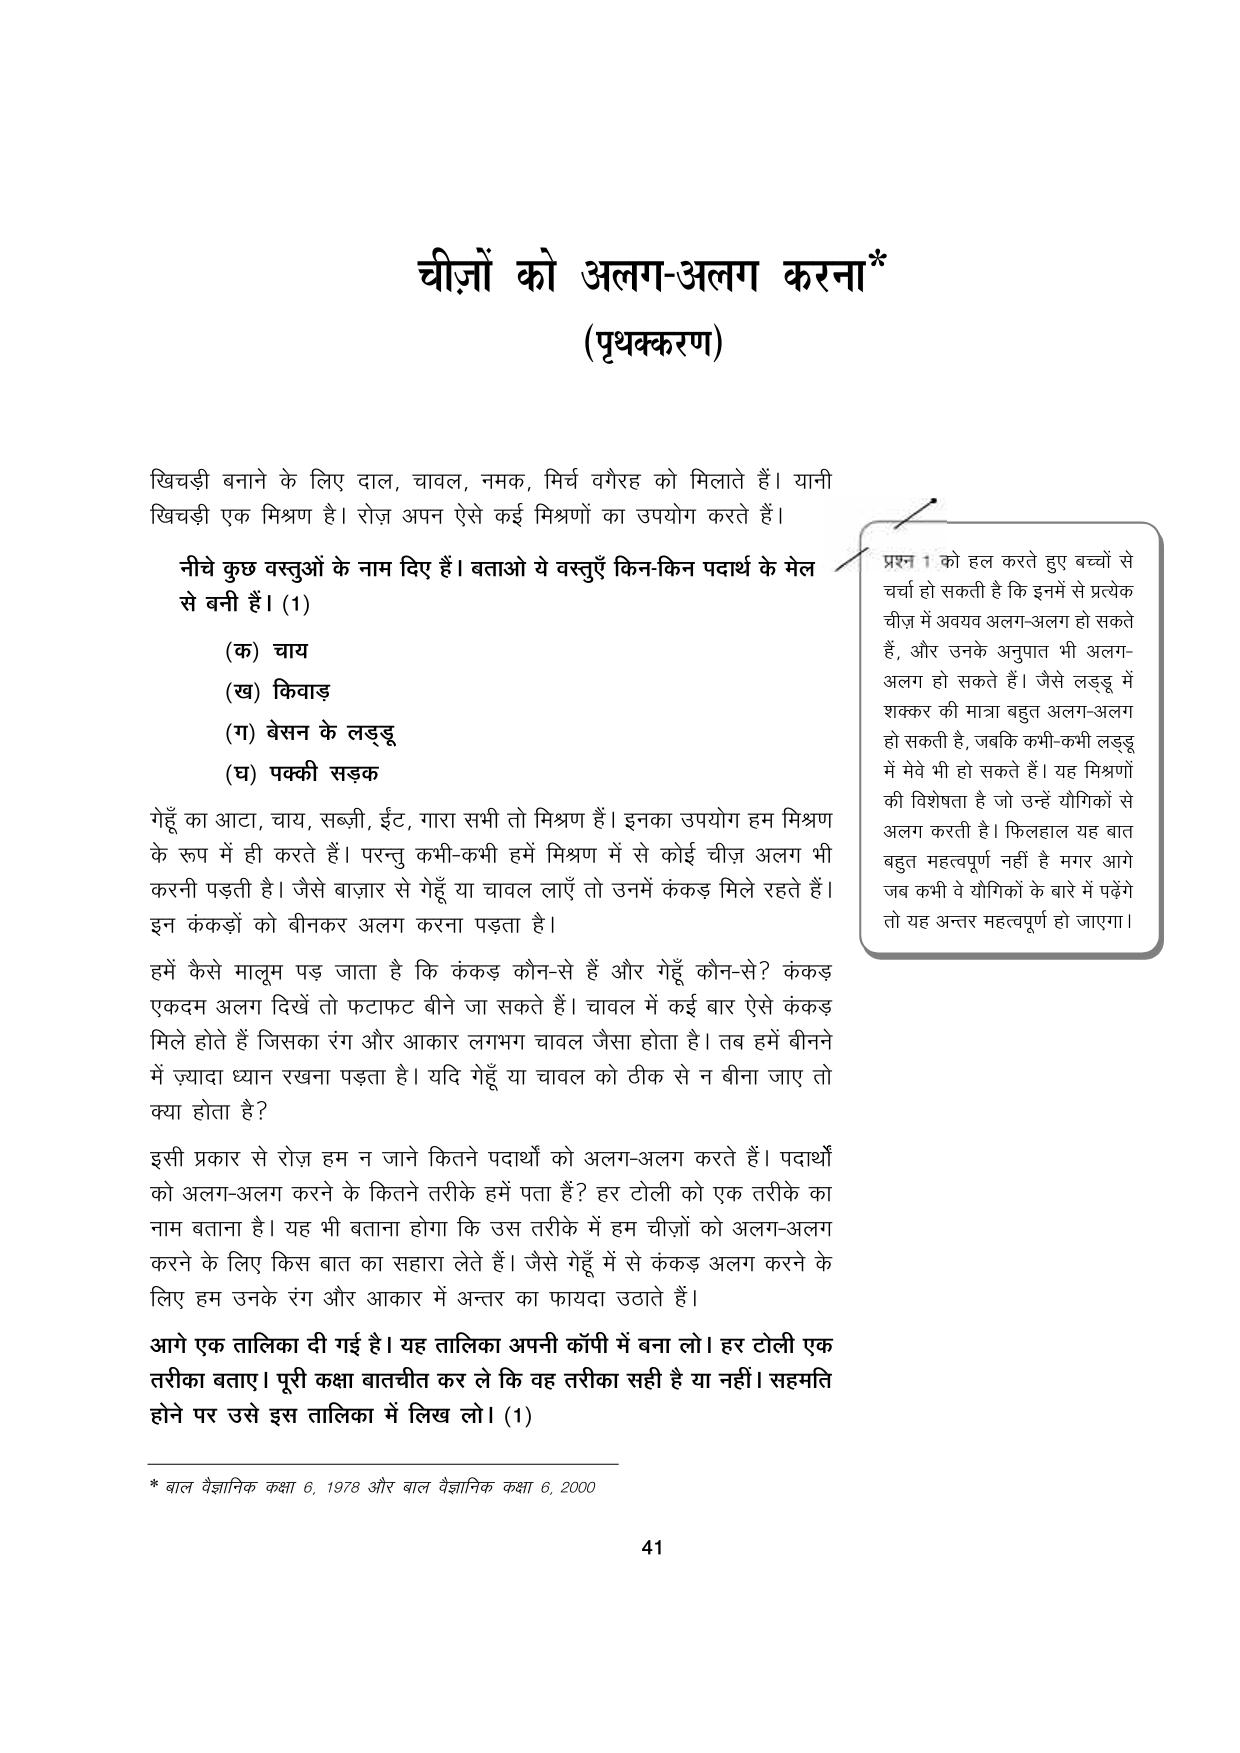 चीज़ों को अलग-अलग करना*
(पृथक्करण)
खिचड़ी बनाने के लिए दाल, चावल, नमक, मिर्च वगैरह को मिलाते हैं। यानी
खिचड़ी एक मिश्रण है। रोज़ अपन ऐसे कई मिश्रणों का उपयोग करते हैं।
नीचे कुछ वस्तुओं के नाम दिए हैं। बताओ ये वस्तुएँ किन-किन पदार्थ के मेल
से बनी हैं। (1)
(क) चाय
(ख) किवाड़
(ग) बेसन के लड्डू
(घ) पक्की सड़क
गेहूँ का आटा, चाय, सब्ज़ी, ईंट, गारा सभी तो मिश्रण हैं। इनका उपयोग हम मिश्रण
के रूप में ही करते हैं। परन्तु कभी-कभी हमें मिश्रण में से कोई चीज़ अलग भी
करनी पड़ती है। जैसे बाज़ार से गेहूँ या चावल लाएँ तो उनमें कंकड़ मिले रहते हैं।
इन कंकड़ों को बीनकर अलग करना पड़ता है।
हमें कैसे मालूम पड़ जाता है कि कंकड़ कौन-से हैं और गेहूँ कौन-से? कंकड़
एकदम अलग दिखें तो फटाफट बीने जा सकते हैं। चावल में कई बार ऐसे कंकड़
मिले होते हैं जिसका रंग और आकार लगभग चावल जैसा होता है। तब हमें बीनने
में ज़्यादा ध्यान रखना पड़ता है। यदि गेहूँ या चावल को ठीक से न बीना जाए तो
क्या होता है?
इसी प्रकार से रोज़ हम न जाने कितने पदार्थों को अलग-अलग करते हैं। पदार्थों
को अलग-अलग करने के कितने तरीके हमें पता हैं? हर टोली को एक तरीके का
नाम बताना है। यह भी बताना होगा कि उस तरीके में हम चीज़ों को अलग-अलग
करने के लिए किस बात का सहारा लेते हैं। जैसे गेहूँ में से कंकड़ अलग करने के
लिए हम उनके रंग और आकार में अन्तर का फायदा उठाते हैं।
आगे एक तालिका दी गई है। यह तालिका अपनी कॉपी में बना लो। हर टोली एक
तरीका बताए। पूरी कक्षा बातचीत कर ले कि वह तरीका सही है या नहीं। सहमति
होने पर उसे इस तालिका में लिख लो। (1)
प्रश्न 1 को हल करते हुए बच्चों से
चर्चा हो सकती है कि इनमें से प्रत्येक
चीज़ में अवयव अलग-अलग हो सकते
हैं, और उनके अनुपात भी अलग-
अलग हो सकते हैं। जैसे लड्डू में
शक्कर की मात्रा बहुत अलग-अलग
हो सकती है, जबकि कभी-कभी लड्डू
में मेवे भी हो सकते हैं। यह मिश्रणों
की विशेषता है जो उन्हें यौगिकों से
अलग करती है। फिलहाल यह बात
बहुत महत्वपूर्ण नहीं है मगर आगे
जब कभी वे यौगिकों के बारे में पढ़ेंगे
तो यह अन्तर महत्वपूर्ण हो जाएगा।
* बाल वैज्ञानिक कक्षा 6, 1978 और बाल वैज्ञानिक कक्षा 6, 2000
41